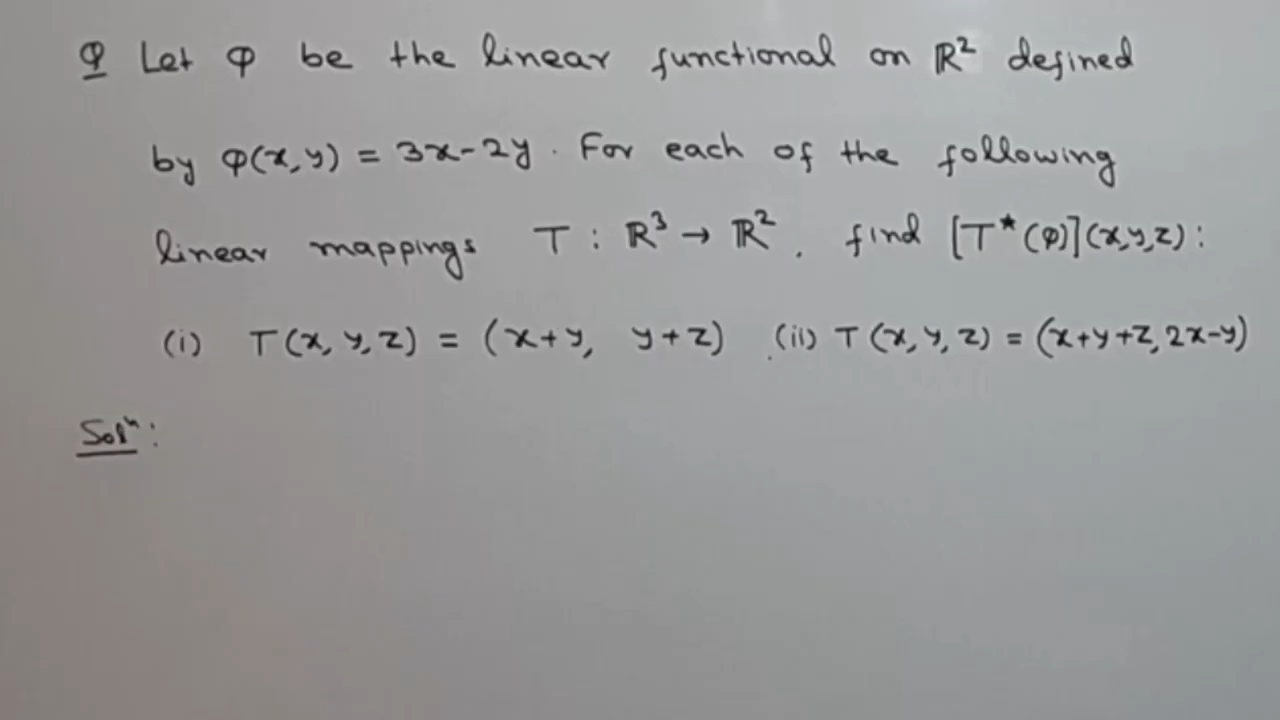 Q Let φ be the linear functional on ℝ² defined
by φ(x,y) = 3x-2y. For each of the following
linear mappings T : ℝ³ → ℝ², find [T*(φ)](x,y,z):
(i) T(x, y, z) = (x+y, y+z) (ii) T(x, y, z) = (x+y+z, 2x-y)
Solⁿ: